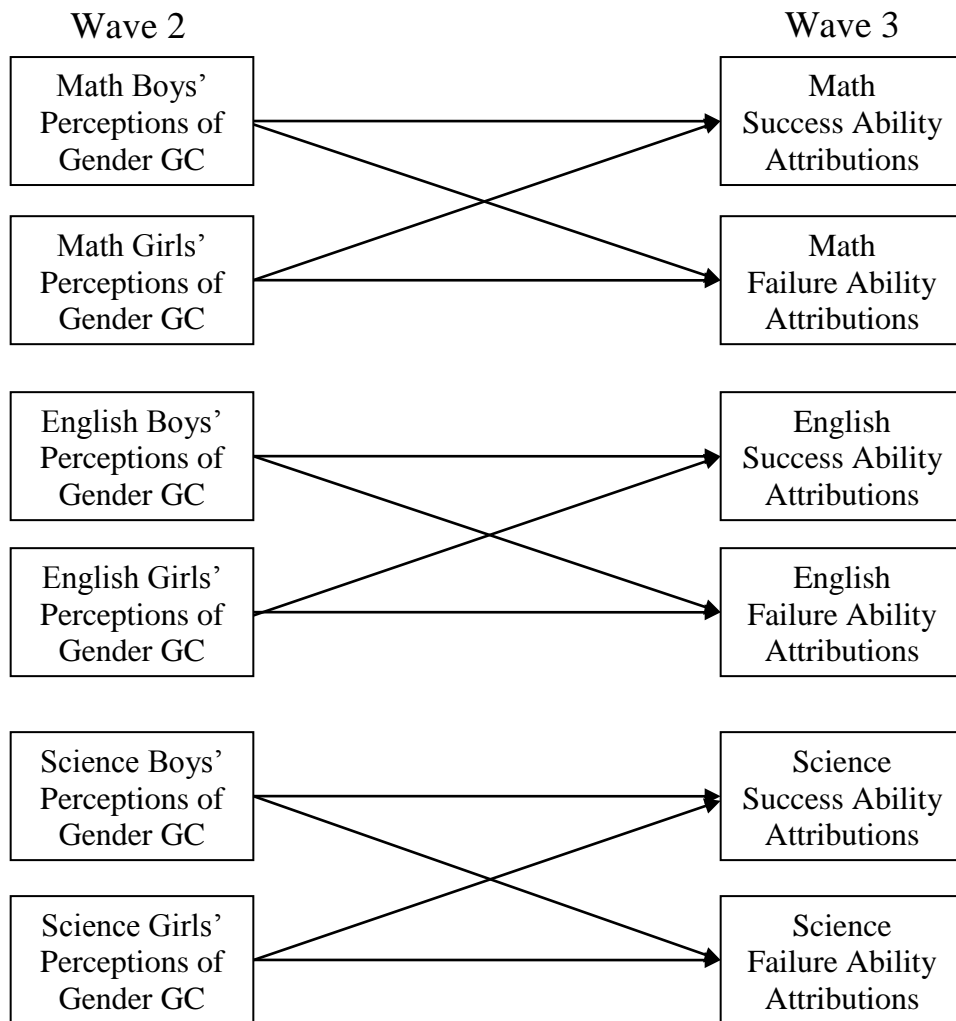 Wave 2
Wave 3
Math Boys’
Perceptions of
Gender GC
Math
Success Ability
Attributions
Math Girls’
Perceptions of
Gender GC
Math
Failure Ability
Attributions
English Boys’
Perceptions of
Gender GC
English
Success Ability
Attributions
English Girls’
Perceptions of
Gender GC
English
Failure Ability
Attributions
Science Boys’
Perceptions of
Gender GC
Science
Success Ability
Attributions
Science Girls’
Perceptions of
Gender GC
Science
Failure Ability
Attributions